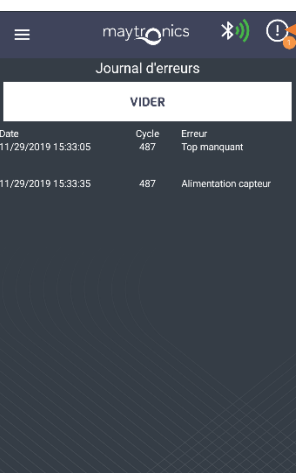 maytronics
!
1
Journal d'erreurs
VIDER
Date Cycle Erreur
11/29/2019 15:33:05 487 Top manquant
11/29/2019 15:33:35 487 Alimentation capteur